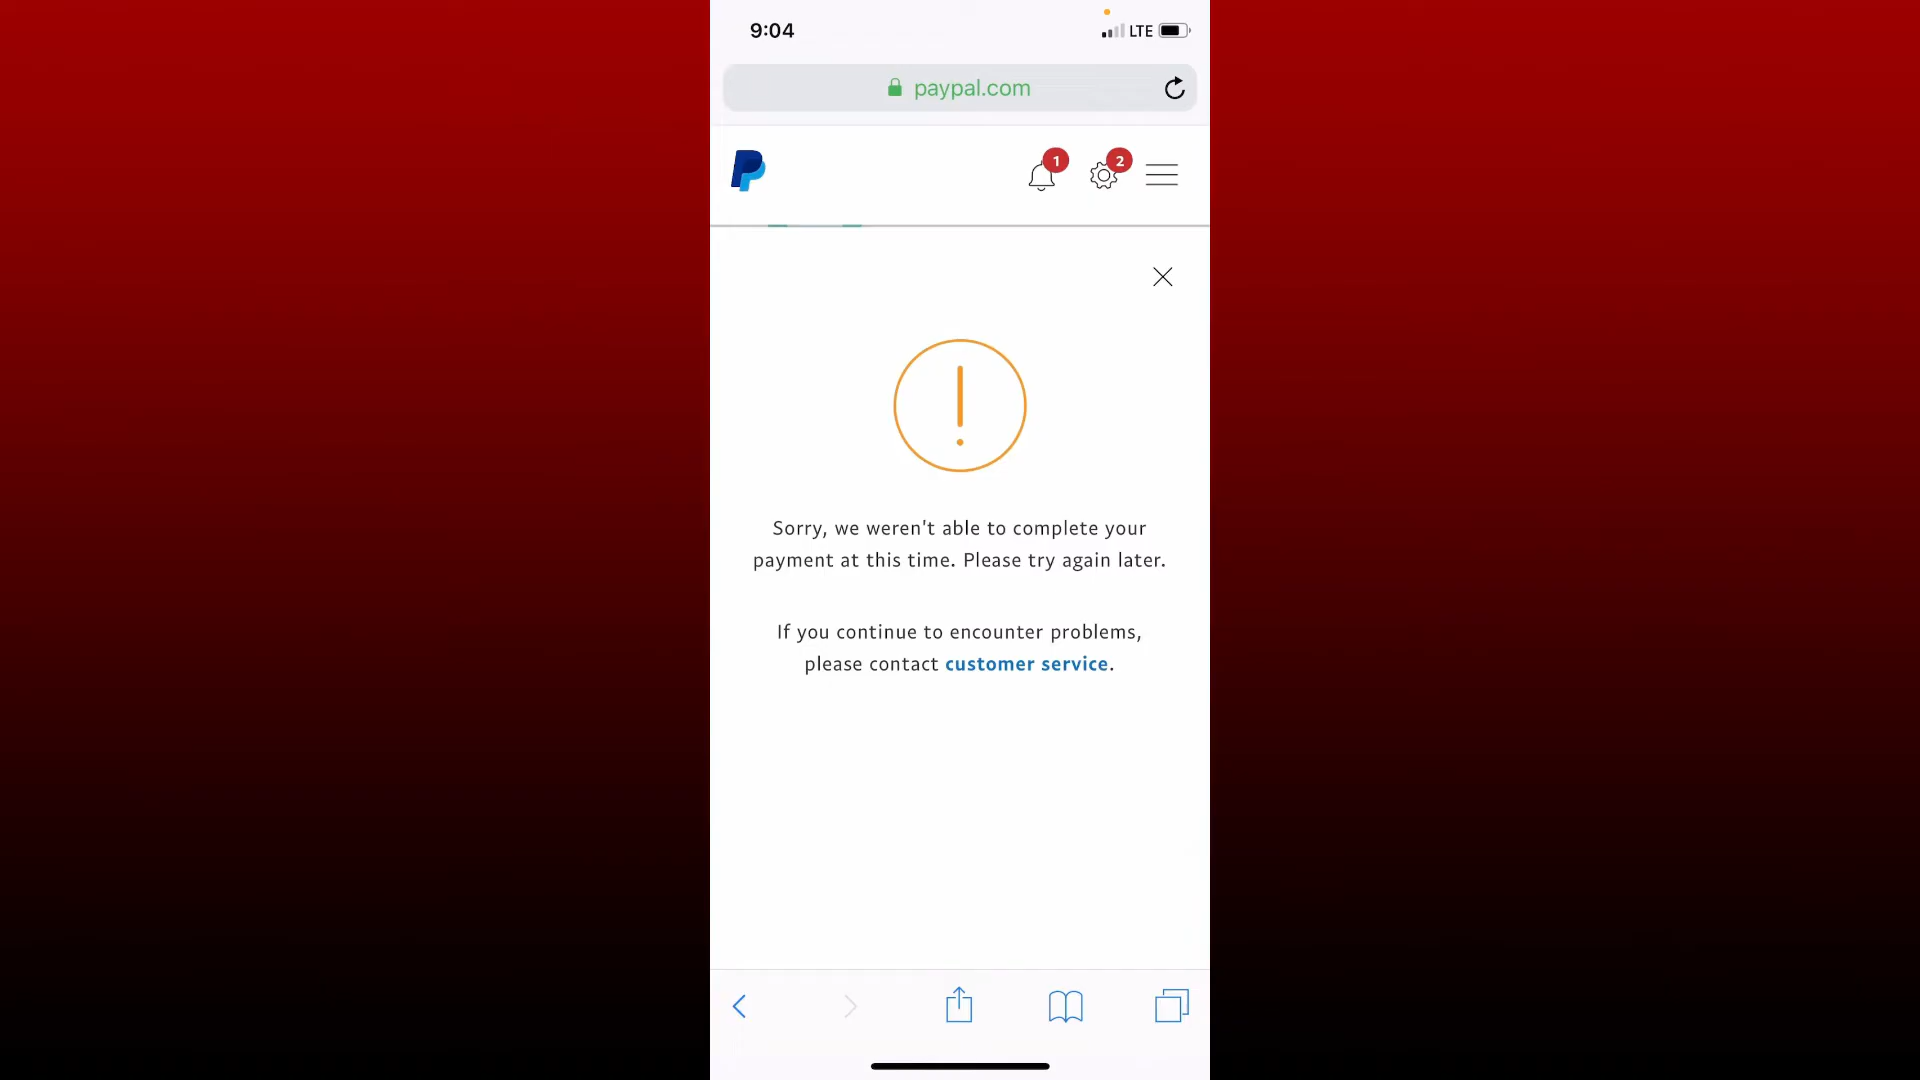 9:04
LTE
paypal.com
1
2
Sorry, we weren't able to complete your
payment at this time. Please try again later.
If you continue to encounter problems,
please contact customer service.